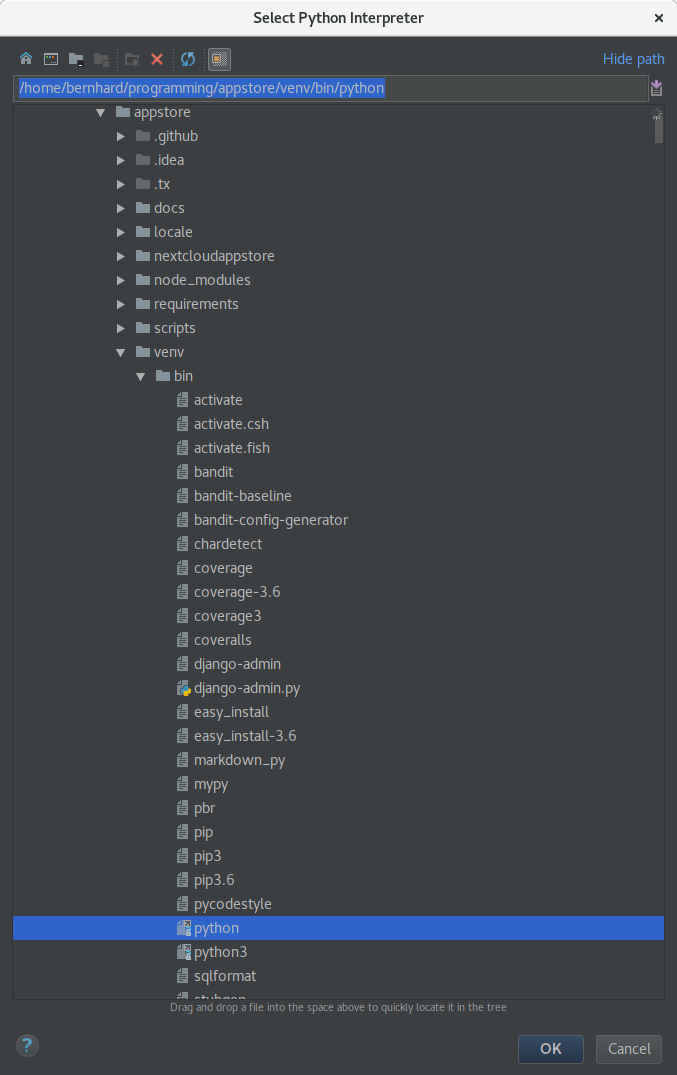 Select Python Interpreter
Hide path
/home/bernhard/programming/appstore/venv/bin/python
appstore
.github
.idea
.tx
docs
locale
nextcloudappstore
node_modules
requirements
scripts
venv
bin
activate
activate.csh
activate.fish
bandit
bandit-baseline
bandit-config-generator
chardetect
coverage
coverage-3.6
coverage3
coveralls
django-admin
django-admin.py
easy_install
easy_install-3.6
markdown_py
mypy
pbr
pip
pip3
pip3.6
pycodestyle
python
python3
sqlformat
Drag and drop a file into the space above to quickly locate it in the tree
?
OK
Cancel